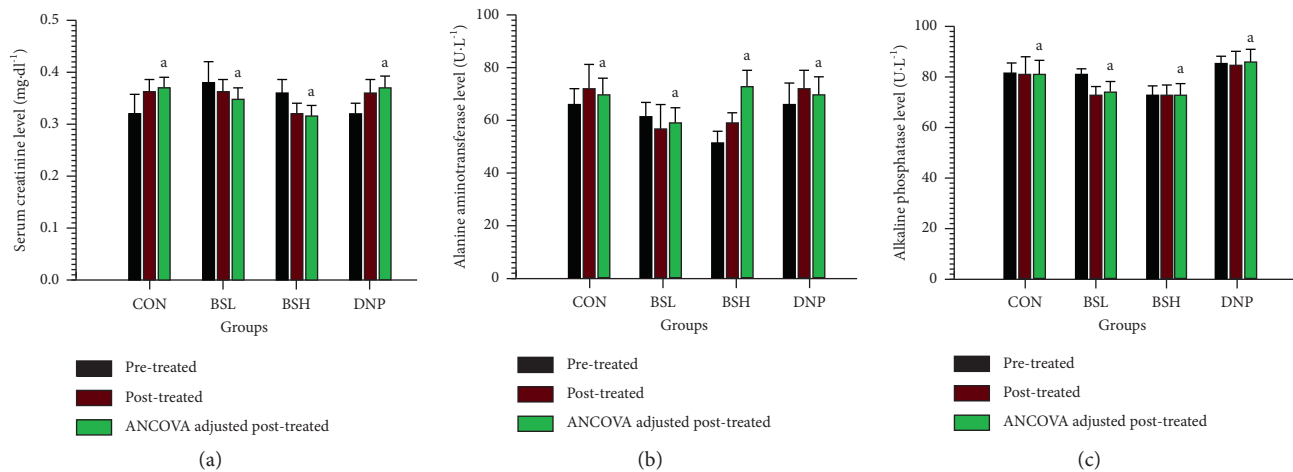 Serum creatinine level (mg·dl⁻¹)
0.5
0.4
0.3
0.2
0.1
0.0
a
a
a
a
CON BSL BSH DNP
Groups
Pre-treated
Post-treated
ANCOVA adjusted post-treated
(a)
Alanine aminotransferase level (U·L⁻¹)
100
80
60
40
20
0
a
a
a
a
CON BSL BSH DNP
Groups
Pre-treated
Post-treated
ANCOVA adjusted post-treated
(b)
Alkaline phosphatase level (U·L⁻¹)
100
80
60
40
20
0
a
a
a
a
CON BSL BSH DNP
Groups
Pre-treated
Post-treated
ANCOVA adjusted post-treated
(c)